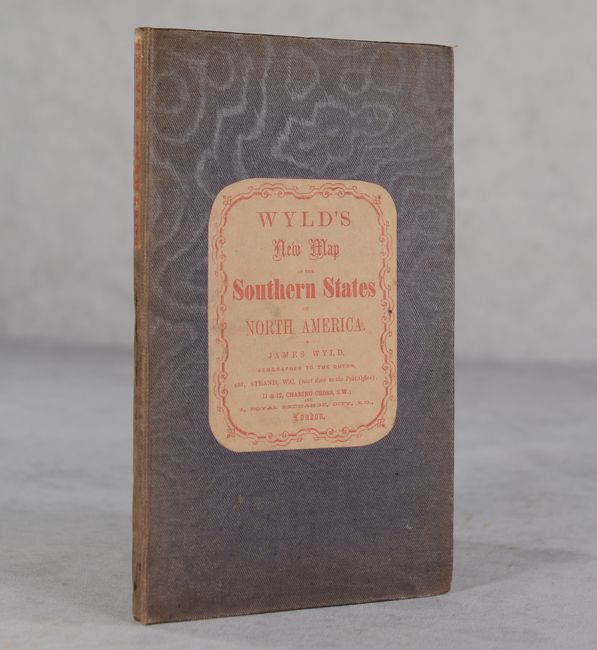 WYLD'S
New Map
OF THE
Southern States
OF
NORTH AMERICA.
JAMES WYLD,
GEOGRAPHER TO THE QUEEN,
457, STRAND, W.C. (next door to the Post Office);
11 & 12, CHARING CROSS, S.W.;
AND
2, ROYAL EXCHANGE, CITY, E.C.,
London.